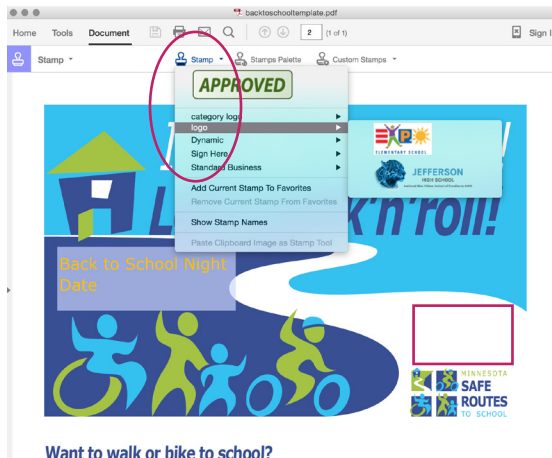 backtoschooltemplate.pdf
Home Tools Document 2 (1 of 1) Sign I
Stamp Stamp Stamps Palette Custom Stamps
APPROVED
category logo
logo
Dynamic
Sign Here
Standard Business
Add Current Stamp To Favorites
Remove Current Stamp From Favorites
Show Stamp Names
Paste Clipboard Image as Stamp Tool
EXPO
ELEMENTARY SCHOOL
JEFFERSON
HIGH SCHOOL
k'n'roll!
Back to School Night
Date
MINNESOTA
SAFE
ROUTES
TO SCHOOL
Want to walk or bike to school?